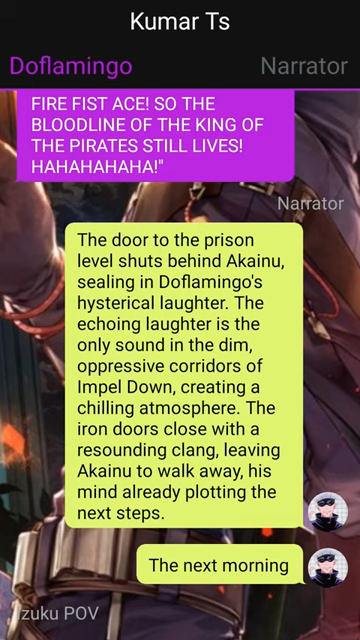 Kumar Ts
Doflamingo
Narrator
FIRE FIST ACE! SO THE
BLOODLINE OF THE KING OF
THE PIRATES STILL LIVES!
HAHAHAHAHA!"
Narrator
The door to the prison
level shuts behind Akainu,
sealing in Doflamingo's
hysterical laughter. The
echoing laughter is the
only sound in the dim,
oppressive corridors of
Impel Down, creating a
chilling atmosphere. The
iron doors close with a
resounding clang, leaving
Akainu to walk away, his
mind already plotting the
next steps.
The next morning
Izuku POV